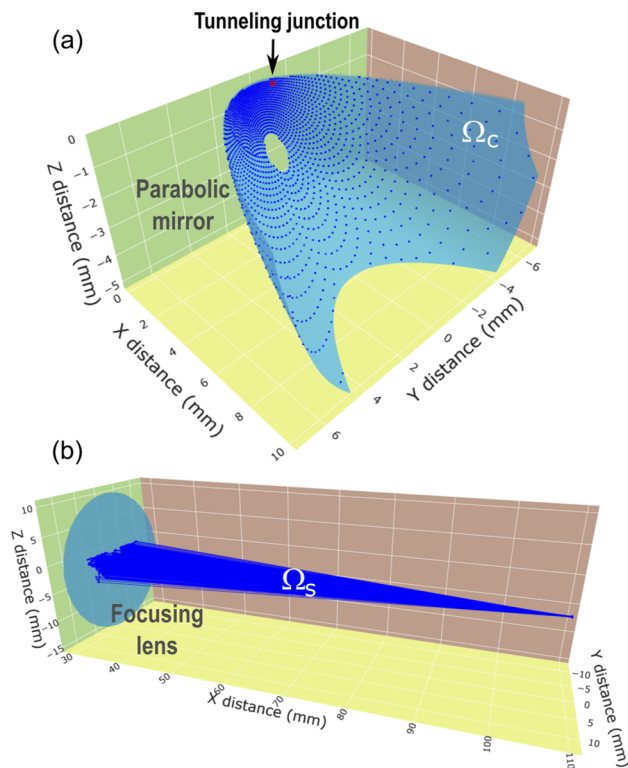 (a)
Tunneling junction
Ω_c
Parabolic
mirror
Z distance (mm)
0
−1
−2
−3
−4
−5
X distance (mm)
0
2
4
6
8
10
Y distance (mm)
6
4
2
0
−2
−4
−6
(b)
Z distance (mm)
10
5
0
−5
−10
−15
Ω_s
Focusing
lens
X distance (mm)
30
40
50
60
70
80
90
100
110
Y distance (mm)
−10
−5
0
5
10